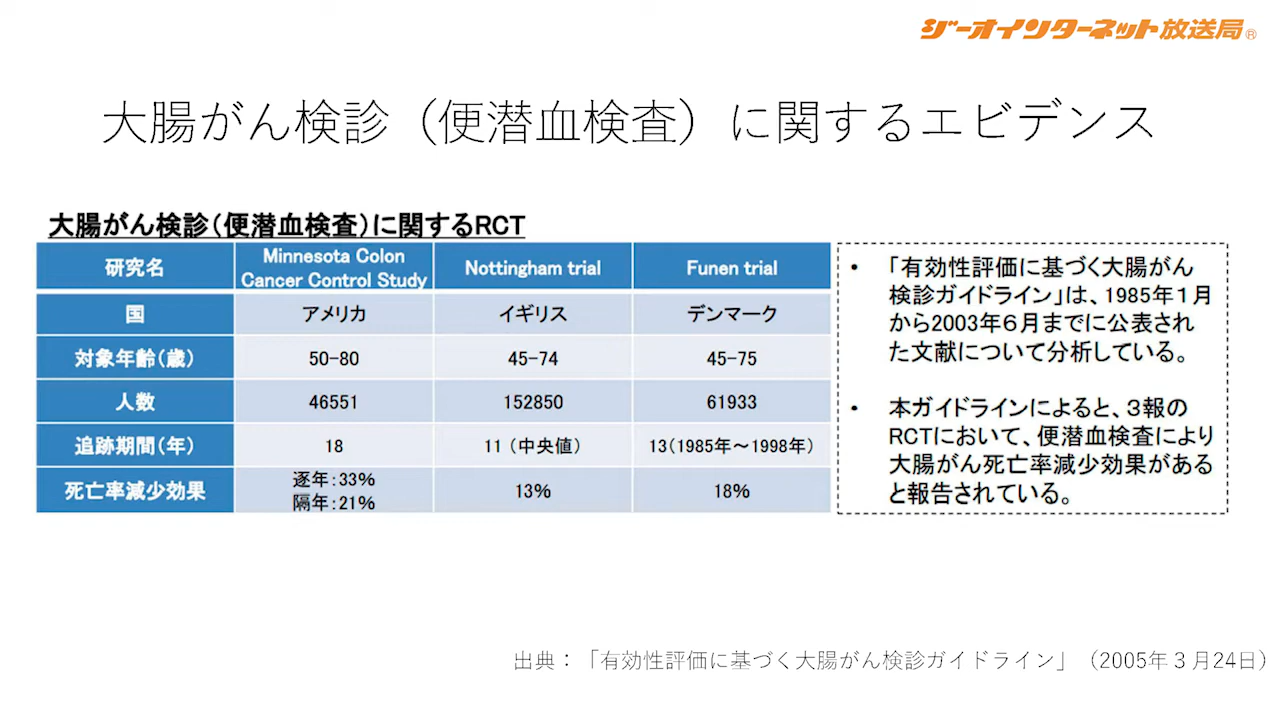 ジーオインターネット放送局®
大腸がん検診（便潜血検査）に関するエビデンス
大腸がん検診（便潜血検査）に関するRCT
研究名 Minnesota Colon Cancer Control Study Nottingham trial Funen trial
国 アメリカ イギリス デンマーク
対象年齢（歳） 50-80 45-74 45-75
人数 46551 152850 61933
追跡期間（年） 18 11（中央値） 13（1985年～1998年）
死亡率減少効果 逐年：33% 隔年：21% 13% 18%
• 「有効性評価に基づく大腸がん
検診ガイドライン」は、1985年１月
から2003年６月までに公表され
た文献について分析している。
• 本ガイドラインによると、３報の
RCTにおいて、便潜血検査により
大腸がん死亡率減少効果がある
と報告されている。
出典：「有効性評価に基づく大腸がん検診ガイドライン」（2005年３月24日）